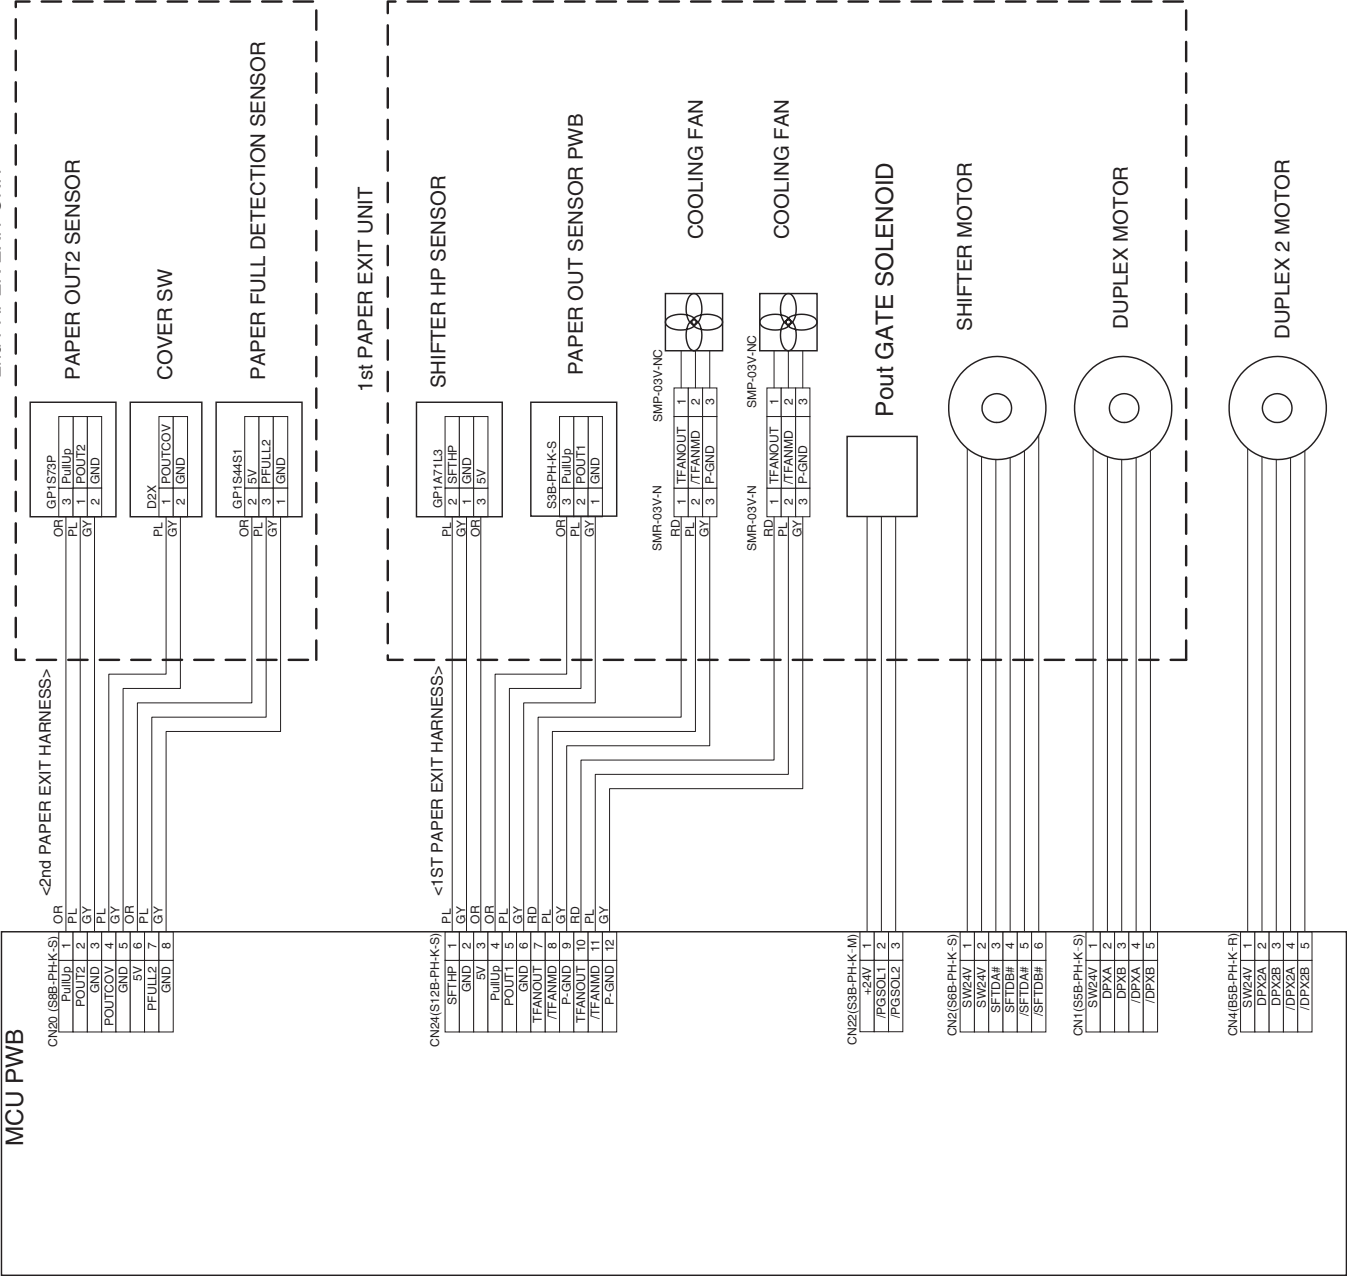 PAPER OUT2 SENSOR
COVER SW
PAPER FULL DETECTION SENSOR
GP1S73P
3 PullUp
1 POUT2
2 GND
OR
PL
GY
D2X
1 POUTCOV
2 GND
PL
GY
GP1S44S1
2 5V
3 PFULL2
1 GND
OR
PL
GY
<2nd PAPER EXIT HARNESS>
1st PAPER EXIT UNIT
SHIFTER HP SENSOR
PAPER OUT SENSOR PWB
COOLING FAN
COOLING FAN
Pout GATE SOLENOID
SHIFTER MOTOR
DUPLEX MOTOR
DUPLEX 2 MOTOR
GP1A71L3
2 SFTHP
1 GND
3 5V
PL
GY
OR
S3B-PH-K-S
3 PullUp
2 POUT1
1 GND
OR
PL
GY
SMP-03V-NC
1
2
3
SMR-03V-N
1 TFANOUT
2 /TFANMD
3 P-GND
RD
PL
GY
SMP-03V-NC
1
2
3
SMR-03V-N
1 TFANOUT
2 /TFANMD
3 P-GND
RD
PL
GY
<1ST PAPER EXIT HARNESS>
MCU PWB
CN20 (S8B-PH-K-S)
PullUp 1 OR
POUT2 2 PL
GND 3 GY
POUTCOV 4 PL
GND 5 GY
5V 6 OR
PFULL2 7 PL
GND 8 GY
CN24(S12B-PH-K-S)
SFTHP 1 PL
GND 2 GY
5V 3 OR
PullUp 4 OR
POUT1 5 PL
GND 6 GY
TFANOUT 7 RD
/TFANMD 8 PL
P-GND 9 GY
TFANOUT 10 RD
/TFANMD 11 PL
P-GND 12 GY
CN22(S3B-PH-K-M)
+24V 1
/PGSOL1 2
/PGSOL2 3
CN2(S6B-PH-K-S)
SW24V 1
SW24V 2
SFTDA# 3
SFTDB# 4
/SFTDA# 5
/SFTDB# 6
CN1(S5B-PH-K-S)
SW24V 1
DPXA 2
DPXB 3
/DPXA 4
/DPXB 5
CN4(B5B-PH-K-R)
SW24V 1
DPX2A 2
DPX2B 3
/DPX2A 4
/DPX2B 5